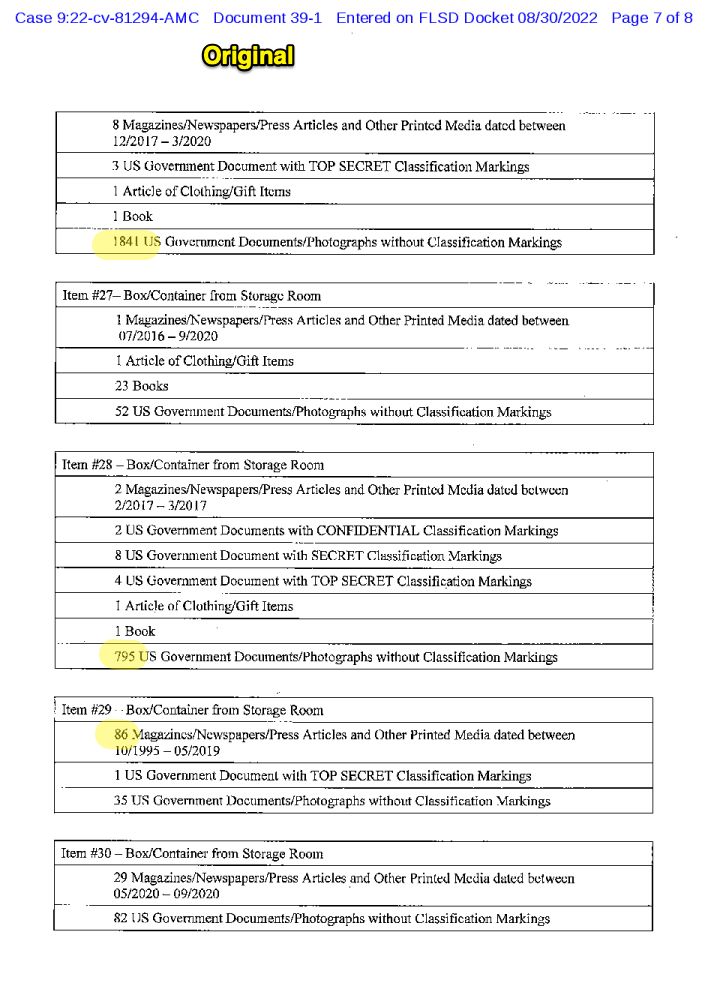 Case 9:22-cv-81294-AMC Document 39-1 Entered on FLSD Docket 08/30/2022 Page 7 of 8
Original
8 Magazines/Newspapers/Press Articles and Other Printed Media dated between
12/2017 – 3/2020
3 US Government Document with TOP SECRET Classification Markings
1 Article of Clothing/Gift Items
1 Book
1841 US Government Documents/Photographs without Classification Markings
Item #27– Box/Container from Storage Room
1 Magazines/Newspapers/Press Articles and Other Printed Media dated between
07/2016 – 9/2020
1 Article of Clothing/Gift Items
23 Books
52 US Government Documents/Photographs without Classification Markings
Item #28 – Box/Container from Storage Room
2 Magazines/Newspapers/Press Articles and Other Printed Media dated between
2/2017 – 3/2017
2 US Government Documents with CONFIDENTIAL Classification Markings
8 US Government Document with SECRET Classification Markings
4 US Government Document with TOP SECRET Classification Markings
1 Article of Clothing/Gift Items
1 Book
795 US Government Documents/Photographs without Classification Markings
Item #29 – Box/Container from Storage Room
86 Magazines/Newspapers/Press Articles and Other Printed Media dated between
10/1995 – 05/2019
1 US Government Document with TOP SECRET Classification Markings
35 US Government Documents/Photographs without Classification Markings
Item #30 – Box/Container from Storage Room
29 Magazines/Newspapers/Press Articles and Other Printed Media dated between
05/2020 – 09/2020
82 US Government Documents/Photographs without Classification Markings